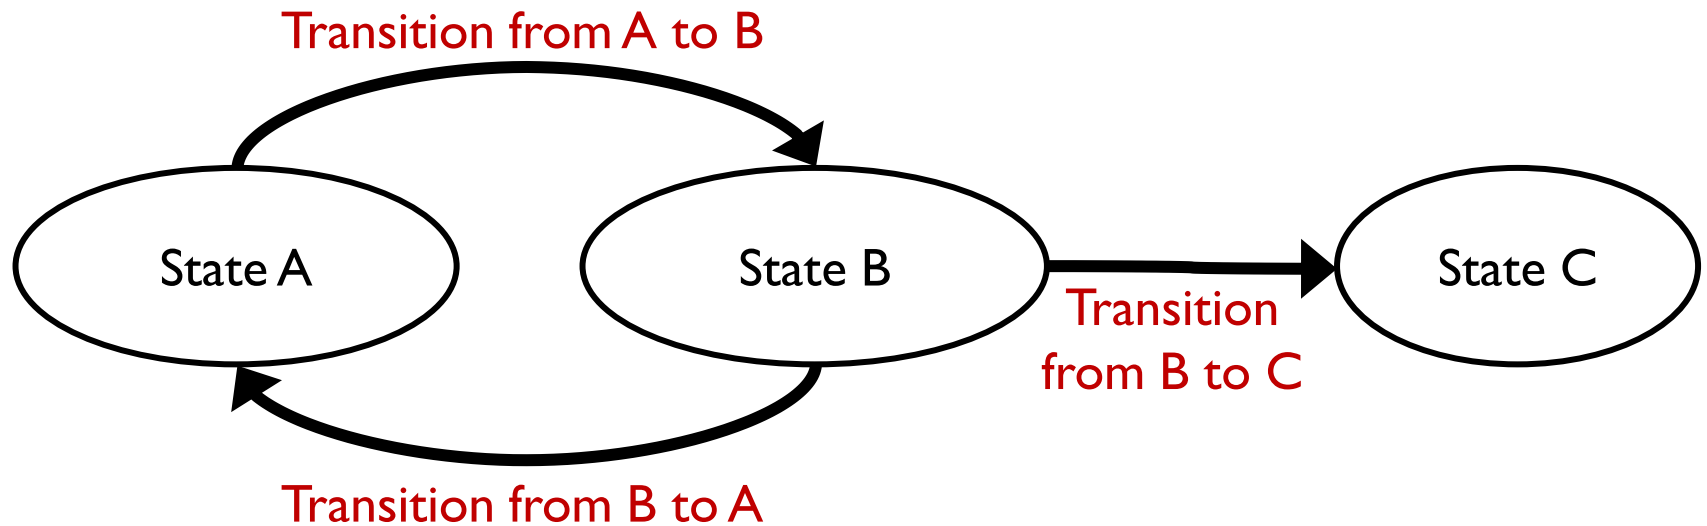 Transition from A to B
State A
State B
State C
Transition
from B to C
Transition from B to A